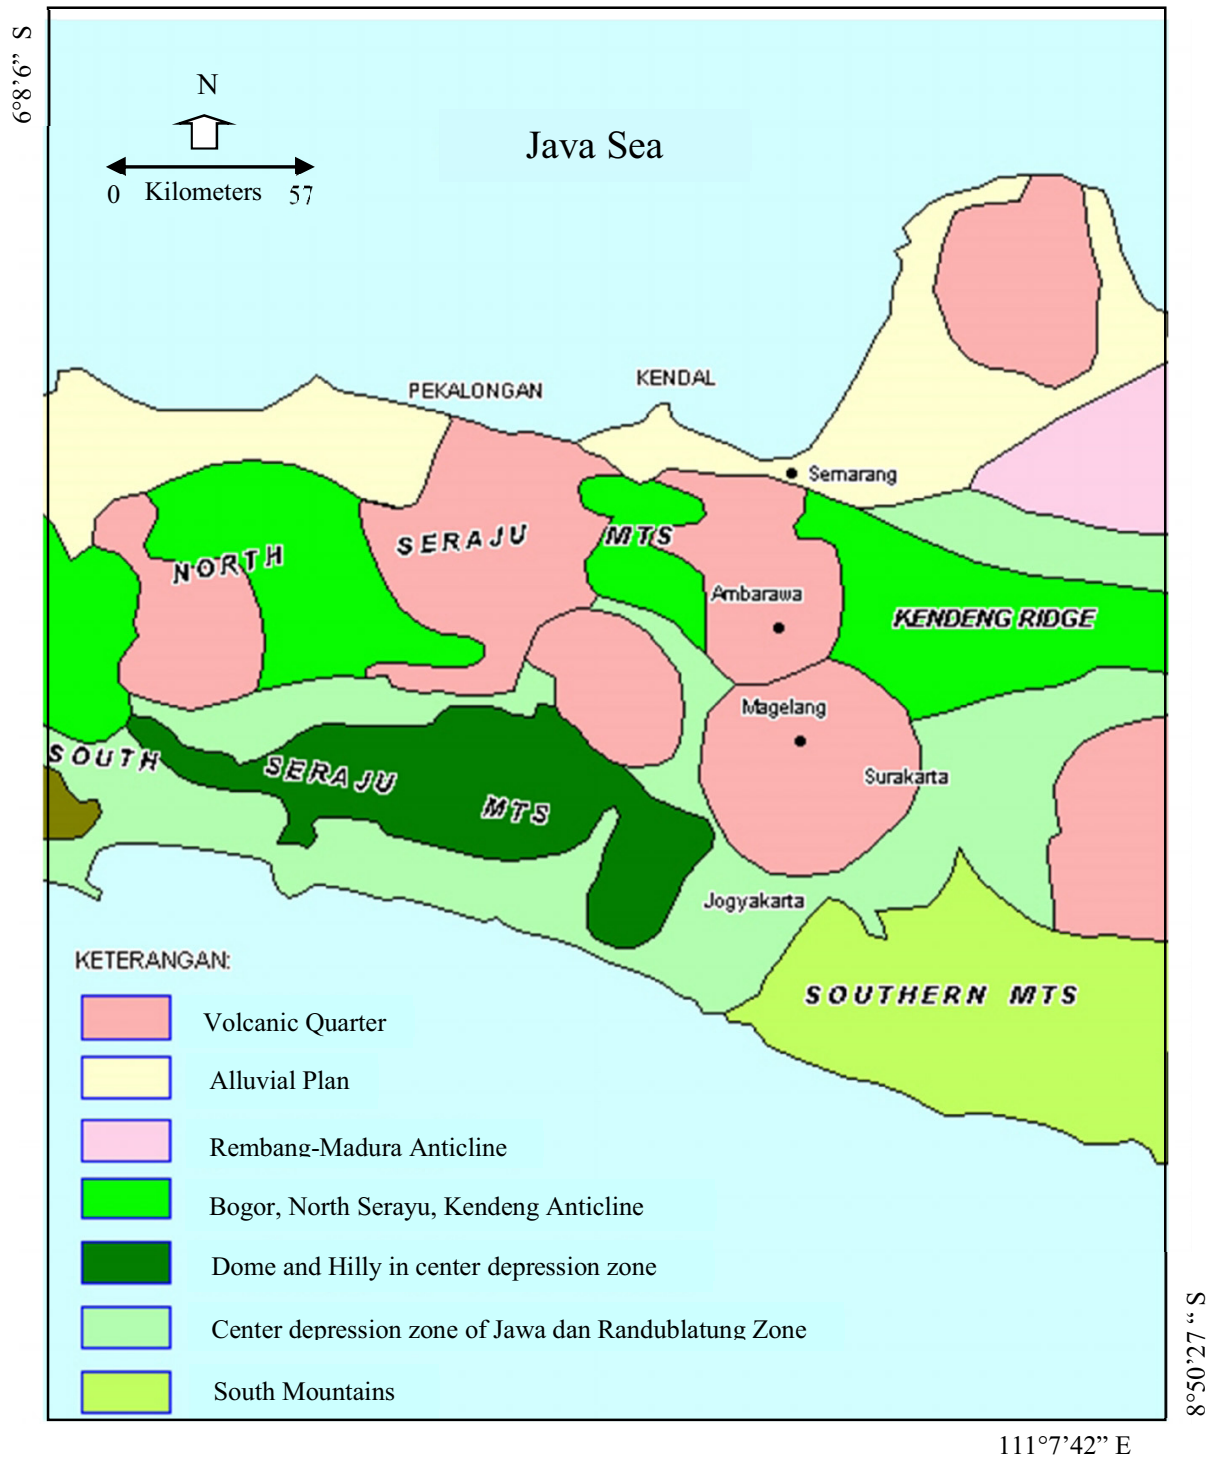 6°8’6” S
N
Java Sea
0 Kilometers 57
PEKALONGAN
KENDAL
Semarang
NORTH SERAJU MTS
Ambarawa
KENDENG RIDGE
Magelang
Surakarta
SOUTH SERAJU MTS
Jogyakarta
SOUTHERN MTS
KETERANGAN:
Volcanic Quarter
Alluvial Plan
Rembang-Madura Anticline
Bogor, North Serayu, Kendeng Anticline
Dome and Hilly in center depression zone
Center depression zone of Jawa dan Randublatung Zone
South Mountains
8°50’27 “ S
111°7’42” E